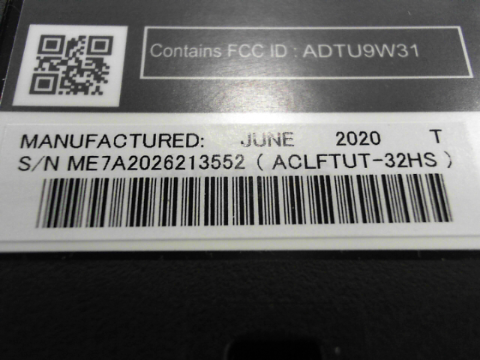 Contains FCC ID : ADTU9W31
MANUFACTURED: JUNE 2020 T
S/N ME7A2026213552 ( ACLFTUT-32HS )